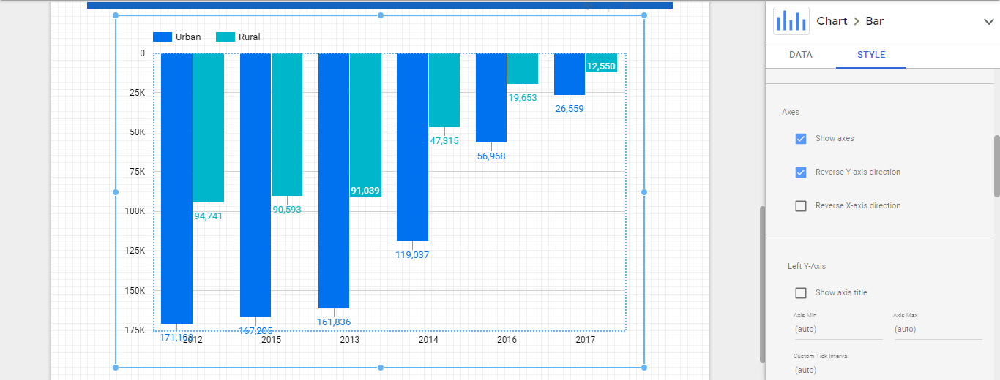 Chart > Bar
DATA STYLE
Urban Rural
0
25K
50K
75K
100K
125K
150K
175K
12,550
19,653
26,559
47,315
56,968
91,039
90,593
94,741
119,037
161,836
167,205
2012 2015 2013 2014 2016 2017
Axes
Show axes
Reverse Y-axis direction
Reverse X-axis direction
Left Y-Axis
Show axis title
Axis Min Axis Max
(auto) (auto)
Custom Tick Interval
(auto)